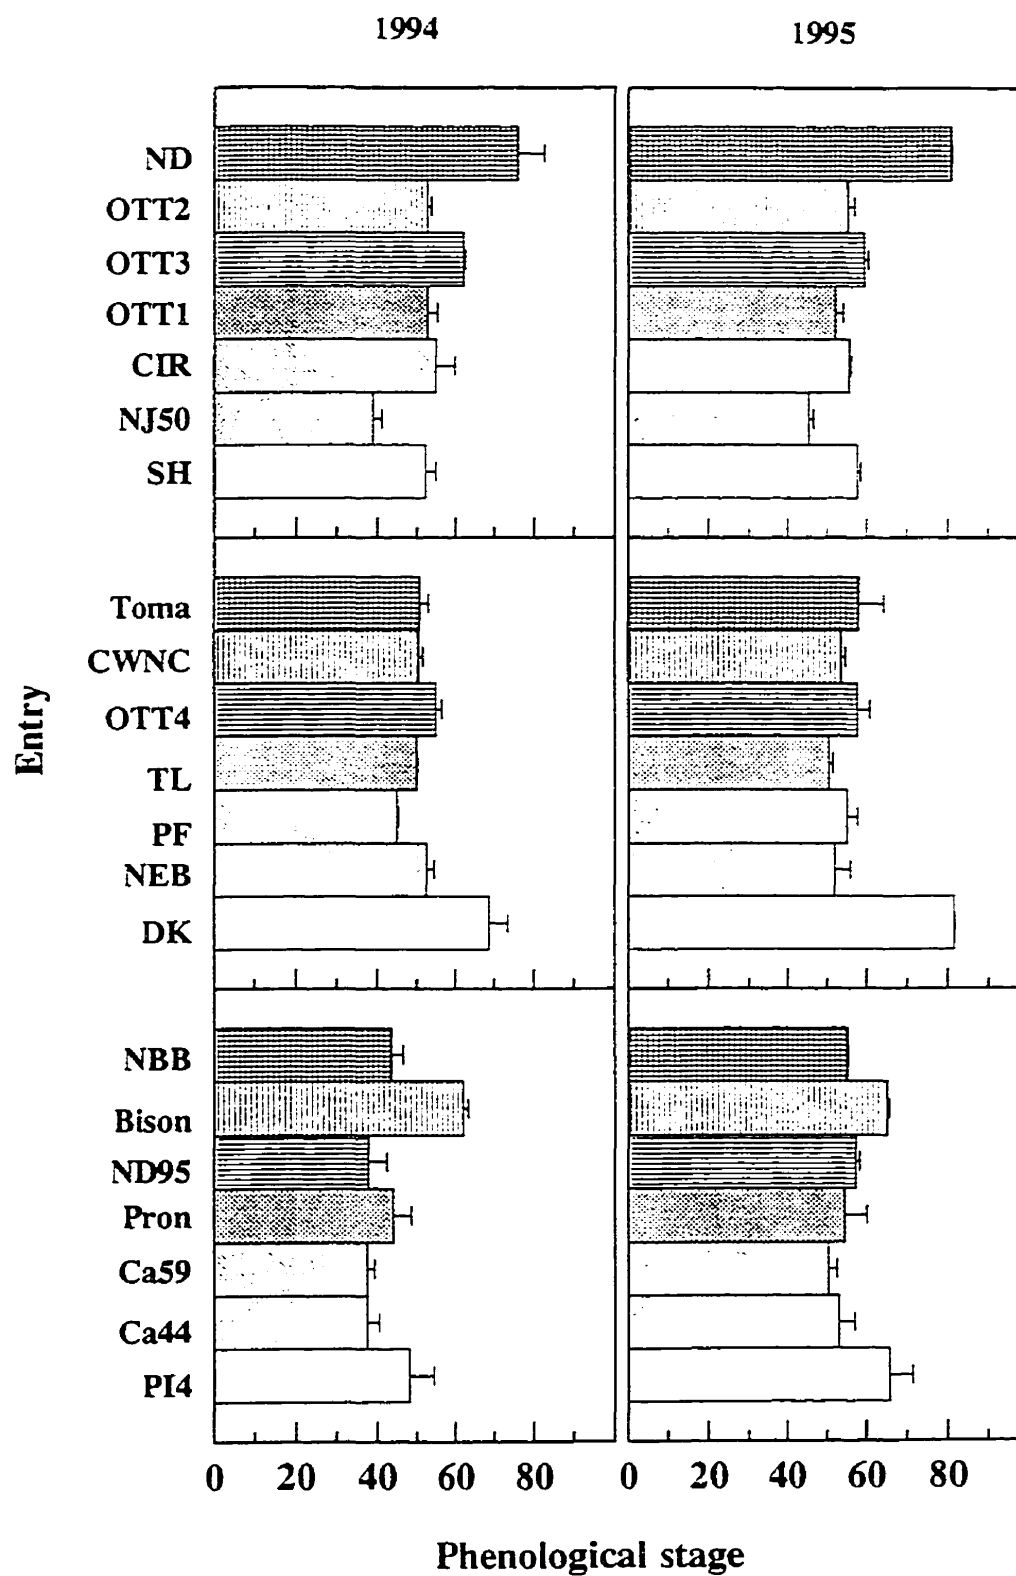 1994
1995
ND
OTT2
OTT3
OTT1
CIR
NJ50
SH
Toma
CWNC
OTT4
TL
PF
NEB
DK
NBB
Bison
ND95
Pron
Ca59
Ca44
PI4
Entry
0 20 40 60 80
0 20 40 60 80
Phenological stage